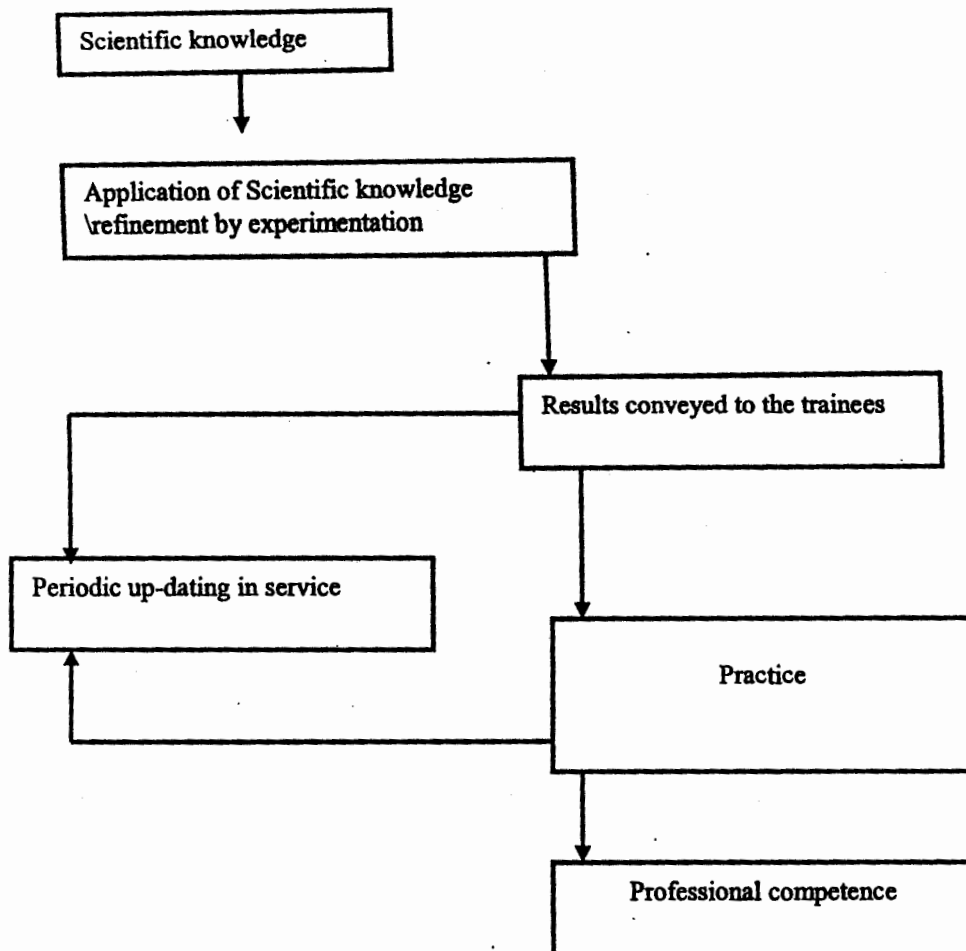 Scientific knowledge
Application of Scientific knowledge
\refinement by experimentation
Results conveyed to the trainees
Periodic up-dating in service
Practice
Professional competence